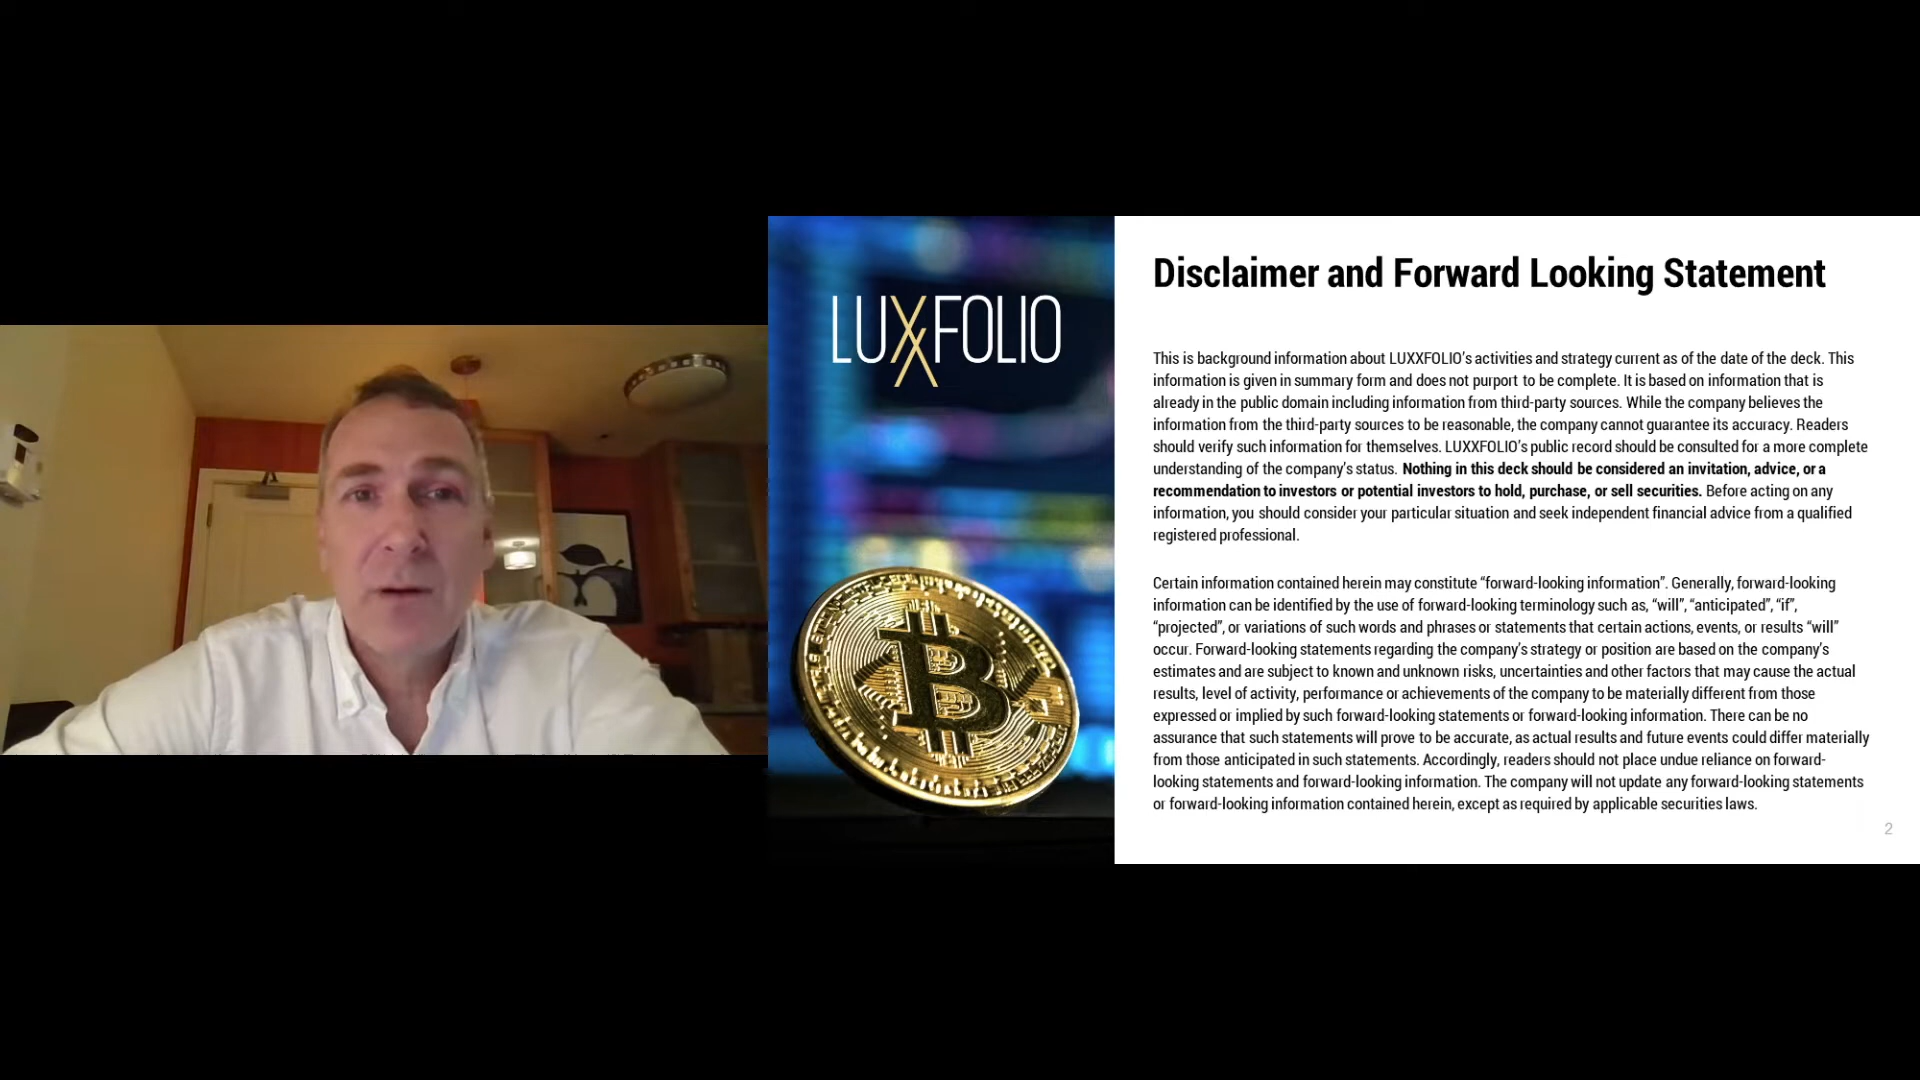 LUXXFOLIO
Disclaimer and Forward Looking Statement
This is background information about LUXXFOLIO’s activities and strategy current as of the date of the deck. This
information is given in summary form and does not purport to be complete. It is based on information that is
already in the public domain including information from third-party sources. While the company believes the
information from the third-party sources to be reasonable, the company cannot guarantee its accuracy. Readers
should verify such information for themselves. LUXXFOLIO’s public record should be consulted for a more complete
understanding of the company’s status. Nothing in this deck should be considered an invitation, advice, or a
recommendation to investors or potential investors to hold, purchase, or sell securities. Before acting on any
information, you should consider your particular situation and seek independent financial advice from a qualified
registered professional.
Certain information contained herein may constitute “forward-looking information”. Generally, forward-looking
information can be identified by the use of forward-looking terminology such as, “will”, “anticipated”, “if”,
“projected”, or variations of such words and phrases or statements that certain actions, events, or results “will”
occur. Forward-looking statements regarding the company’s strategy or position are based on the company’s
estimates and are subject to known and unknown risks, uncertainties and other factors that may cause the actual
results, level of activity, performance or achievements of the company to be materially different from those
expressed or implied by such forward-looking statements or forward-looking information. There can be no
assurance that such statements will prove to be accurate, as actual results and future events could differ materially
from those anticipated in such statements. Accordingly, readers should not place undue reliance on forward-
looking statements and forward-looking information. The company will not update any forward-looking statements
or forward-looking information contained herein, except as required by applicable securities laws.
2